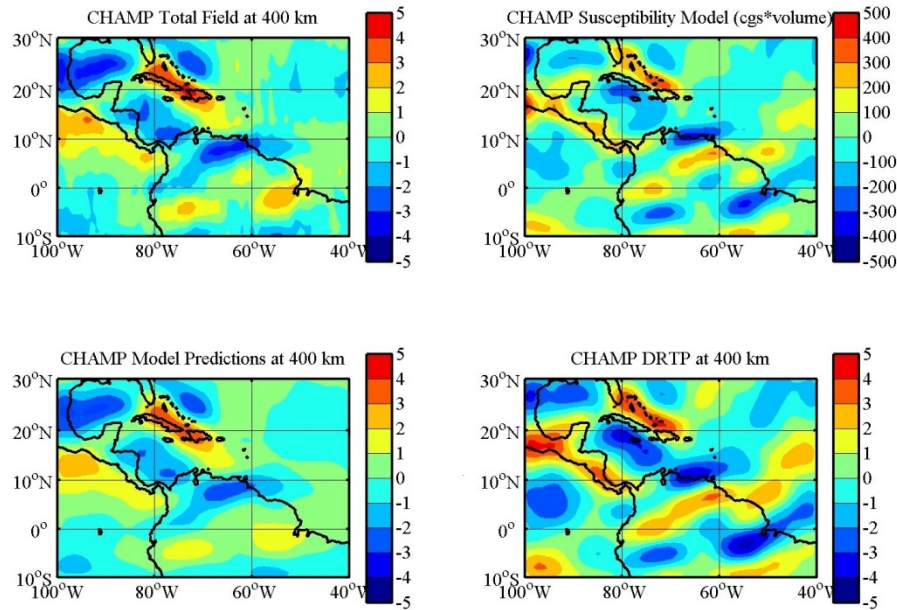 CHAMP Total Field at 400 km
30°N
20°N
10°N
0°
10°S
100°W 80°W 60°W 40°W
5
4
3
2
1
0
-1
-2
-3
-4
-5
CHAMP Susceptibility Model (cgs*volume)
30°N
20°N
10°N
0°
10°S
100°W 80°W 60°W 40°W
500
400
300
200
100
0
-100
-200
-300
-400
-500
CHAMP Model Predictions at 400 km
30°N
20°N
10°N
0°
10°S
100°W 80°W 60°W 40°W
5
4
3
2
1
0
-1
-2
-3
-4
-5
CHAMP DRTP at 400 km
30°N
20°N
10°N
0°
10°S
100°W 80°W 60°W 40°W
5
4
3
2
1
0
-1
-2
-3
-4
-5